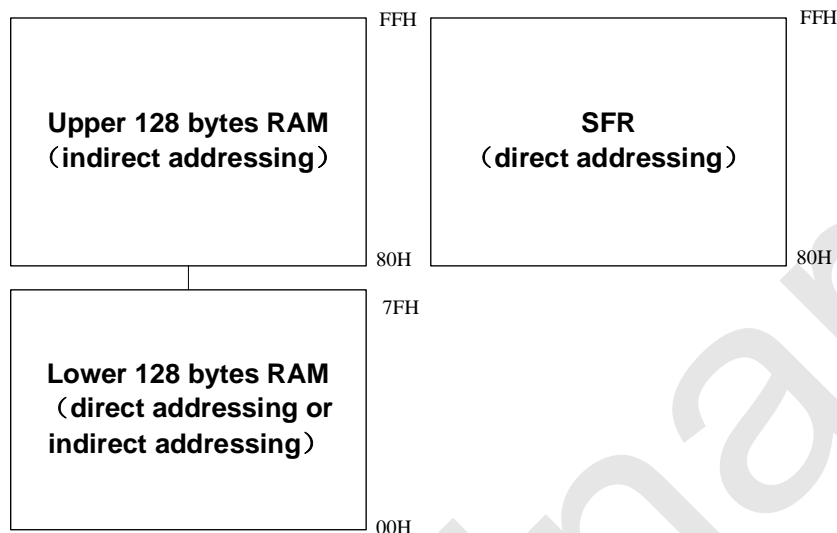 FFH
Upper 128 bytes RAM
（indirect addressing）
80H
FFH
SFR
（direct addressing）
80H
7FH
Lower 128 bytes RAM
（direct addressing or
indirect addressing）
00H